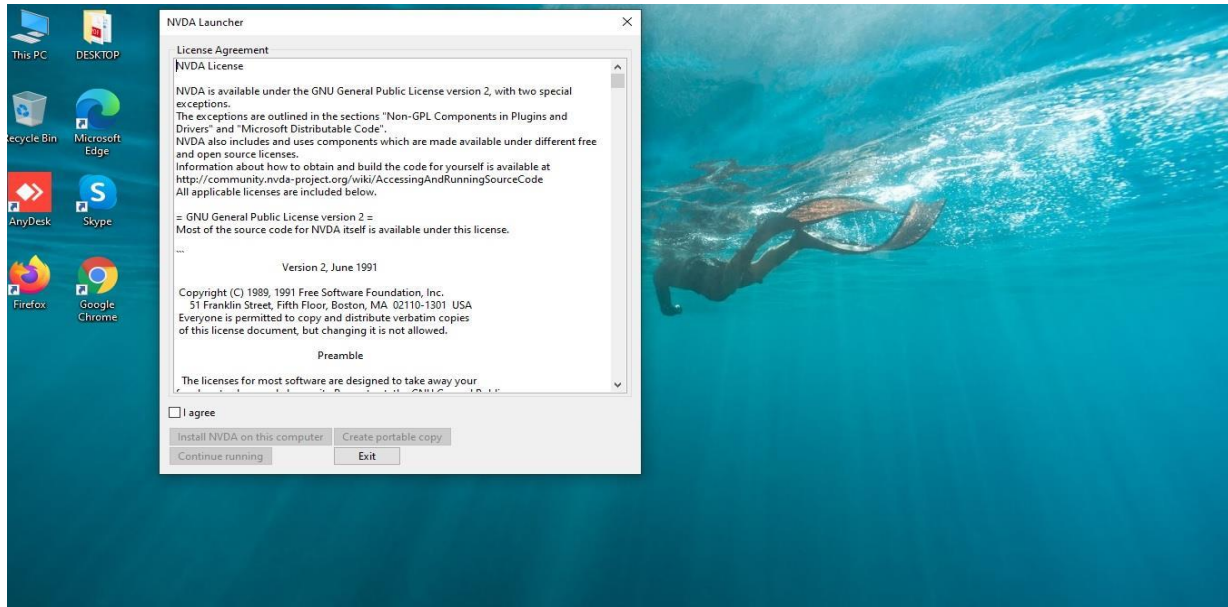 This PC
DESKTOP
Recycle Bin
Microsoft
Edge
AnyDesk
Skype
Firefox
Google
Chrome
NVDA Launcher
License Agreement
NVDA License
NVDA is available under the GNU General Public License version 2, with two special
exceptions.
The exceptions are outlined in the sections "Non-GPL Components in Plugins and
Drivers" and "Microsoft Distributable Code".
NVDA also includes and uses components which are made available under different free
and open source licenses.
Information about how to obtain and build the code for yourself is available at
http://community.nvda-project.org/wiki/AccessingAndRunningSourceCode
All applicable licenses are included below.
= GNU General Public License version 2 =
Most of the source code for NVDA itself is available under this license.
```
Version 2, June 1991
Copyright (C) 1989, 1991 Free Software Foundation, Inc.
51 Franklin Street, Fifth Floor, Boston, MA 02110-1301 USA
Everyone is permitted to copy and distribute verbatim copies
of this license document, but changing it is not allowed.
Preamble
The licenses for most software are designed to take away your
I agree
Install NVDA on this computer
Create portable copy
Continue running
Exit